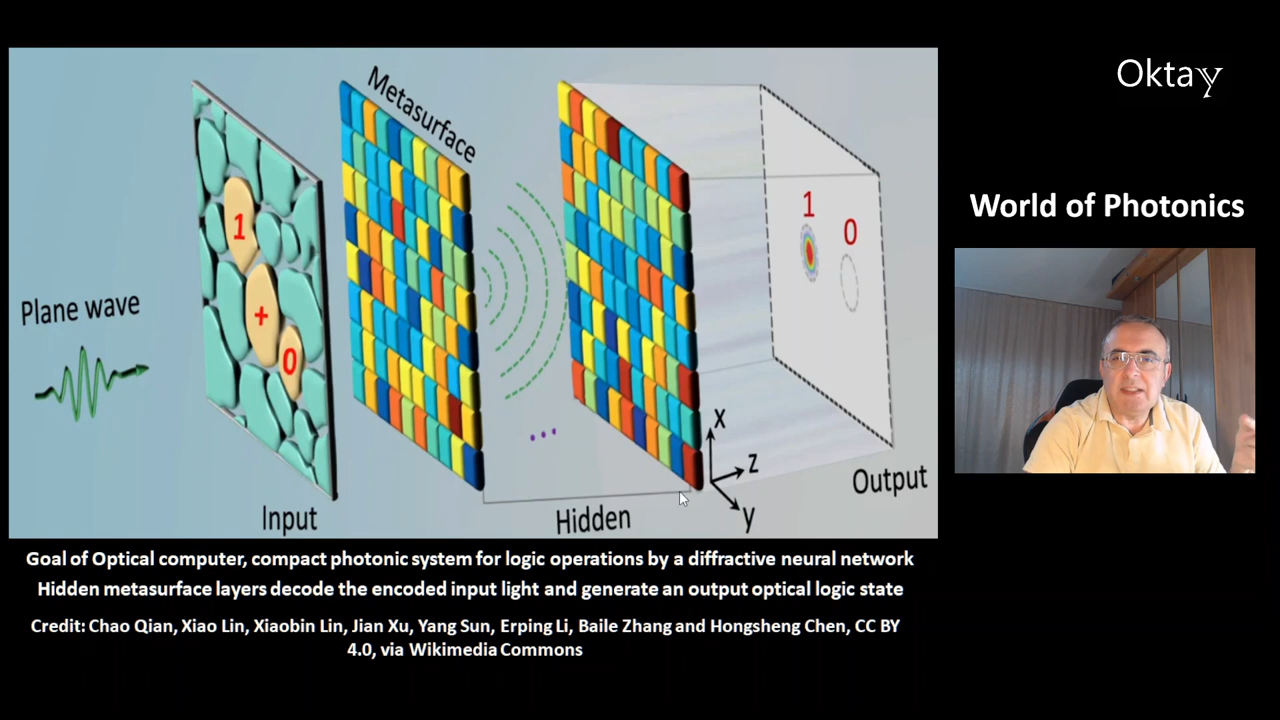 Oktay
World of Photonics
Metasurface
Plane wave
1
+
0
1
0
x
z
y
Input
Hidden
Output
Goal of Optical computer, compact photonic system for logic operations by a diffractive neural network
Hidden metasurface layers decode the encoded input light and generate an output optical logic state
Credit: Chao Qian, Xiao Lin, Xiaobin Lin, Jian Xu, Yang Sun, Erping Li, Baile Zhang and Hongsheng Chen, CC BY
4.0, via Wikimedia Commons